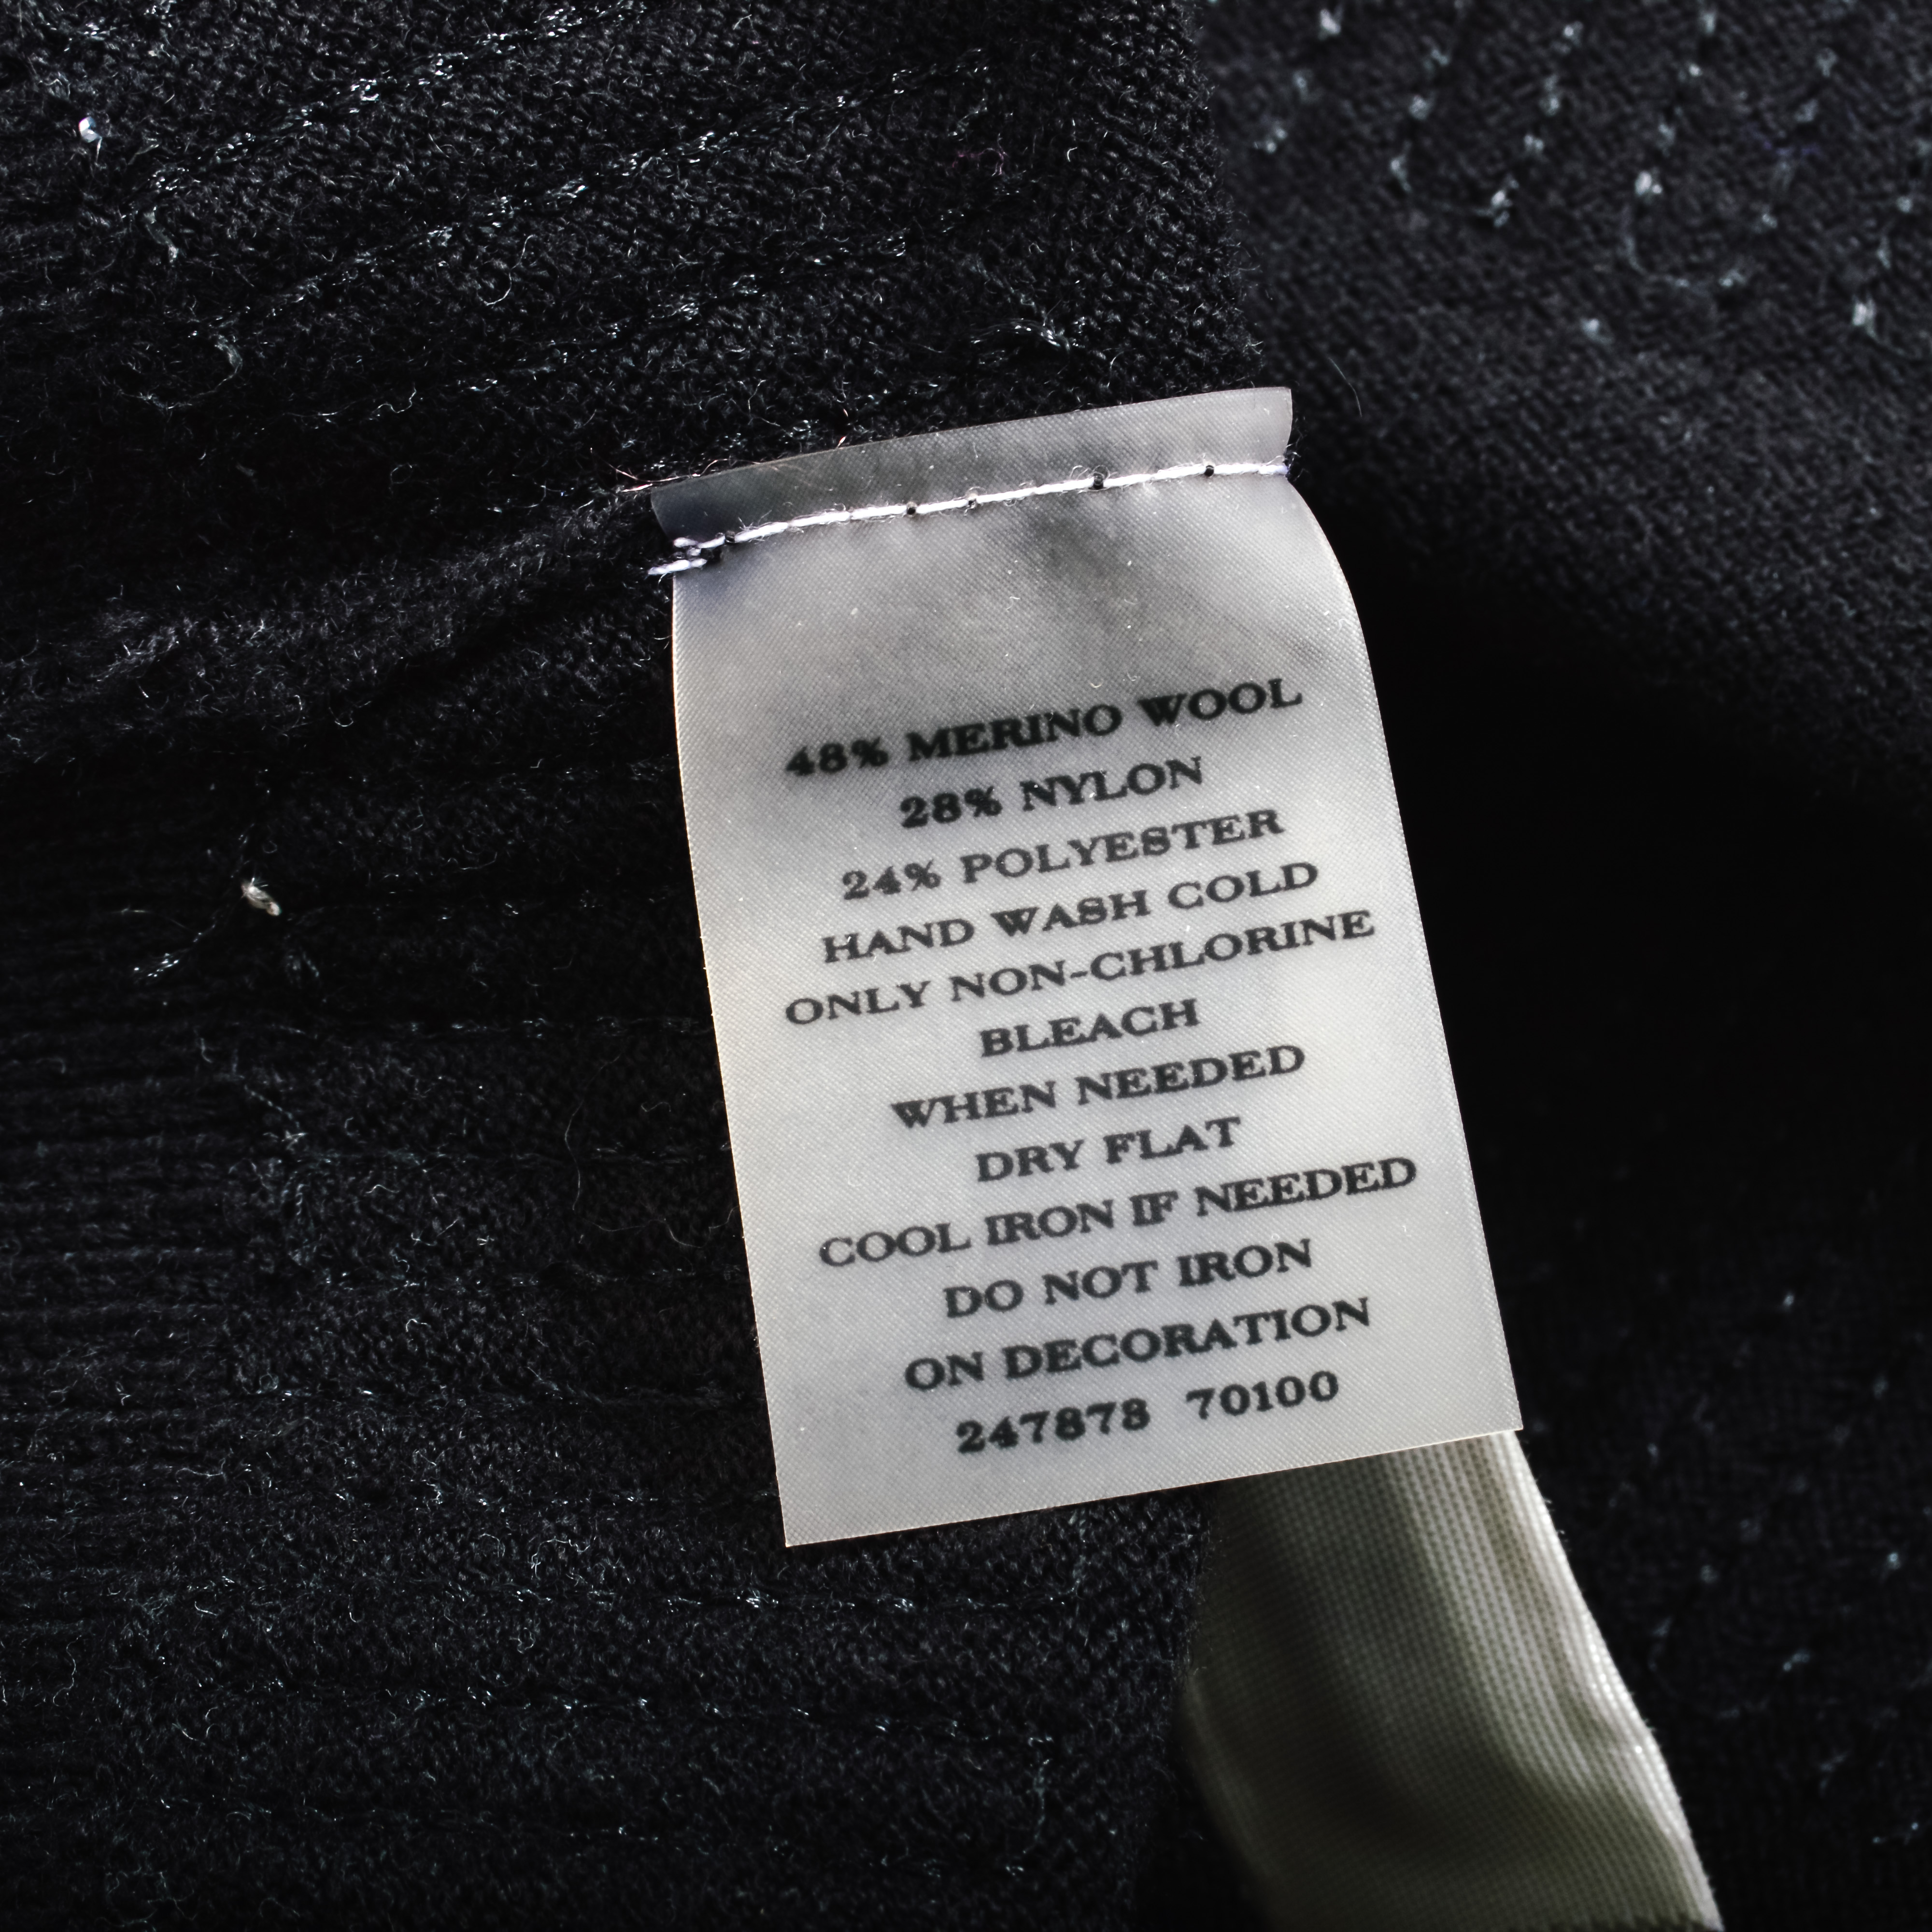 48% MERINO WOOL
28% NYLON
24% POLYESTER
HAND WASH COLD
ONLY NON-CHLORINE
BLEACH
WHEN NEEDED
DRY FLAT
COOL IRON IF NEEDED
DO NOT IRON
ON DECORATION
247878 70100